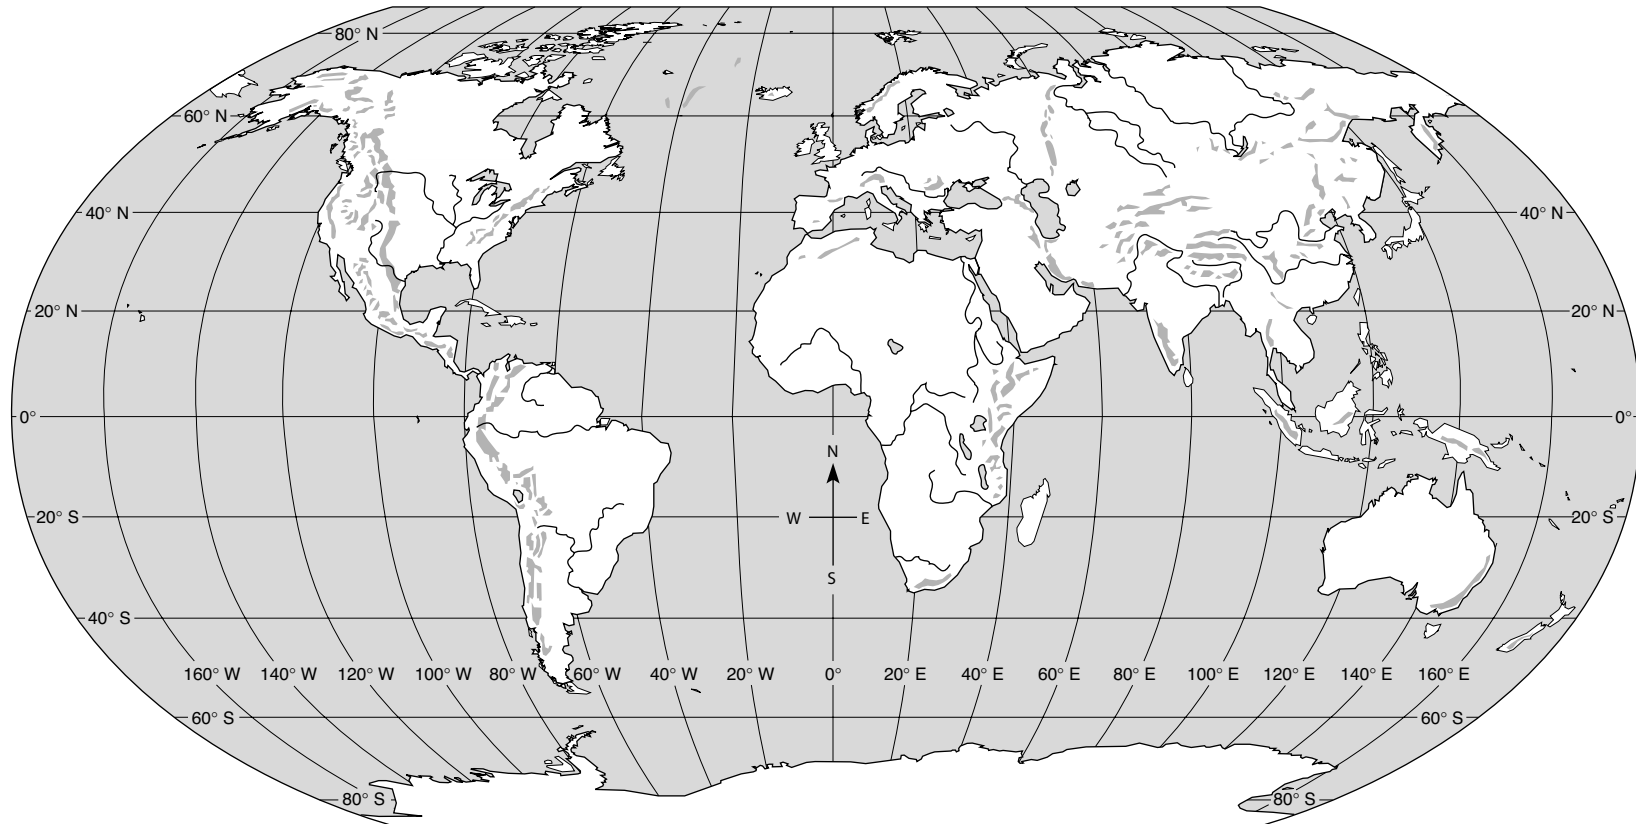 80° N
60° N
40° N
40° N
20° N
20° N
0°
0°
N
W
E
20° S
20° S
S
40° S
160° W
140° W
120° W
100° W
80° W
60° W
40° W
20° W
0°
20° E
40° E
60° E
80° E
100° E
120° E
140° E
160° E
60° S
60° S
80° S
80° S